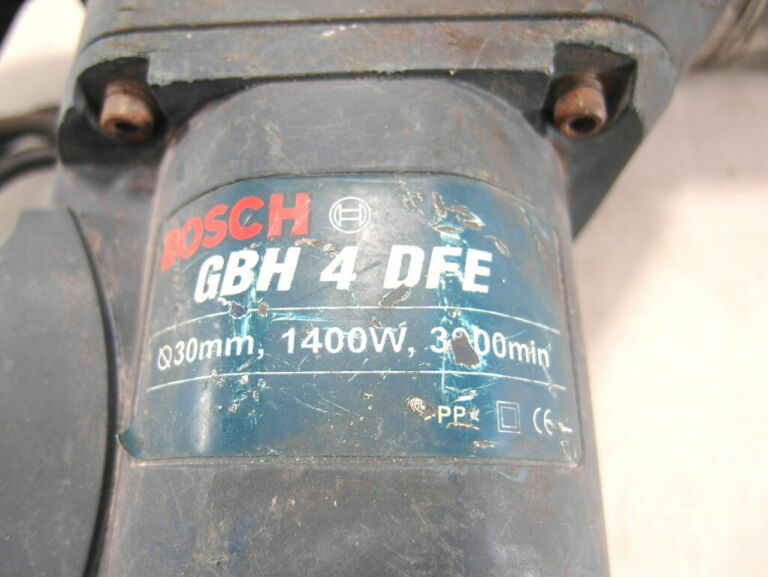 BOSCH
GBH 4 DFE
Ø30mm, 1400W,
PP CE